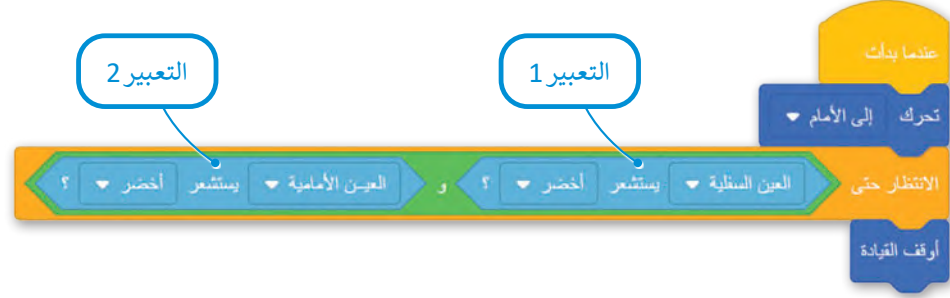 التعبير 2
التعبير 1
عندما بدأت
تحرك إلى الأمام
الانتظار حتى العين السفلية يستشعر أخضر ؟ و العين الأمامية يستشعر أخضر ؟
أوقف القيادة